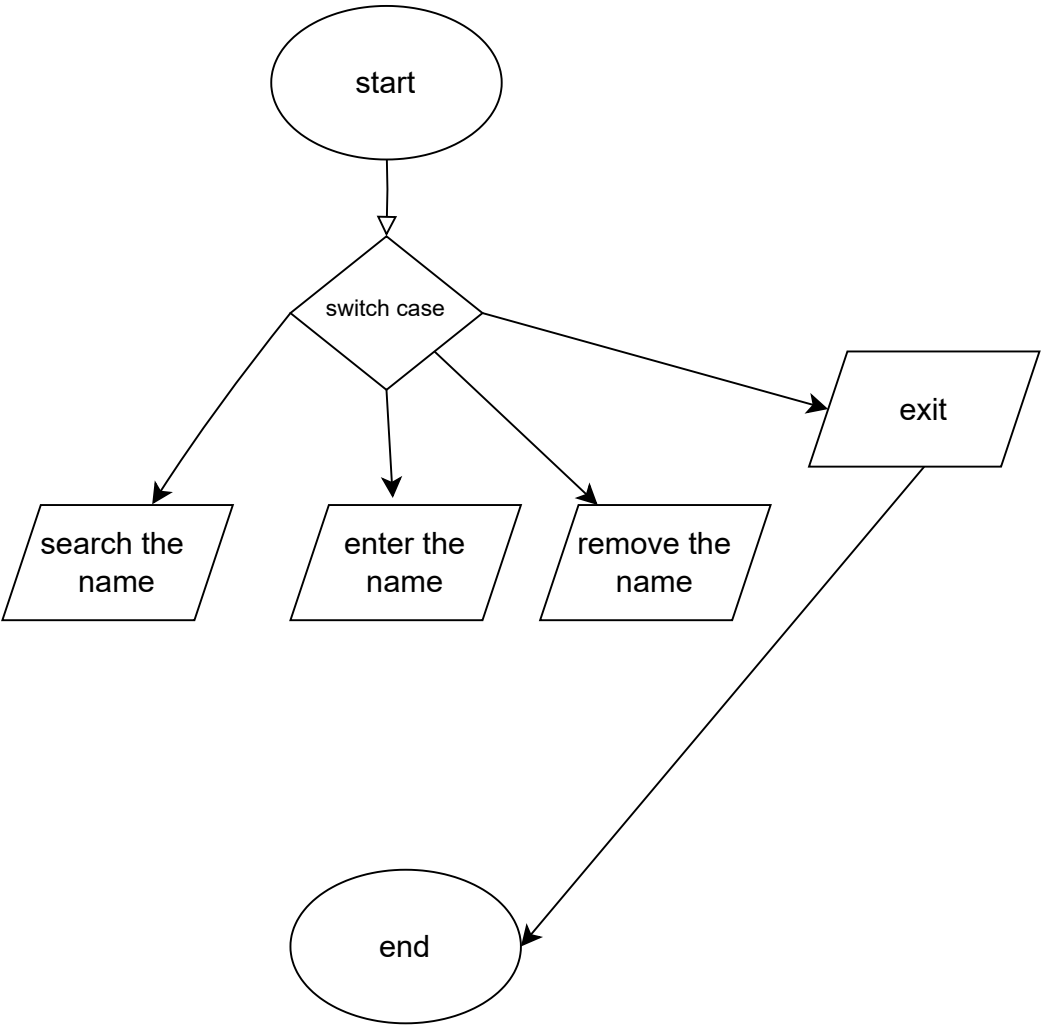 start
switch case
exit
search the
name
enter the
name
remove the
name
end